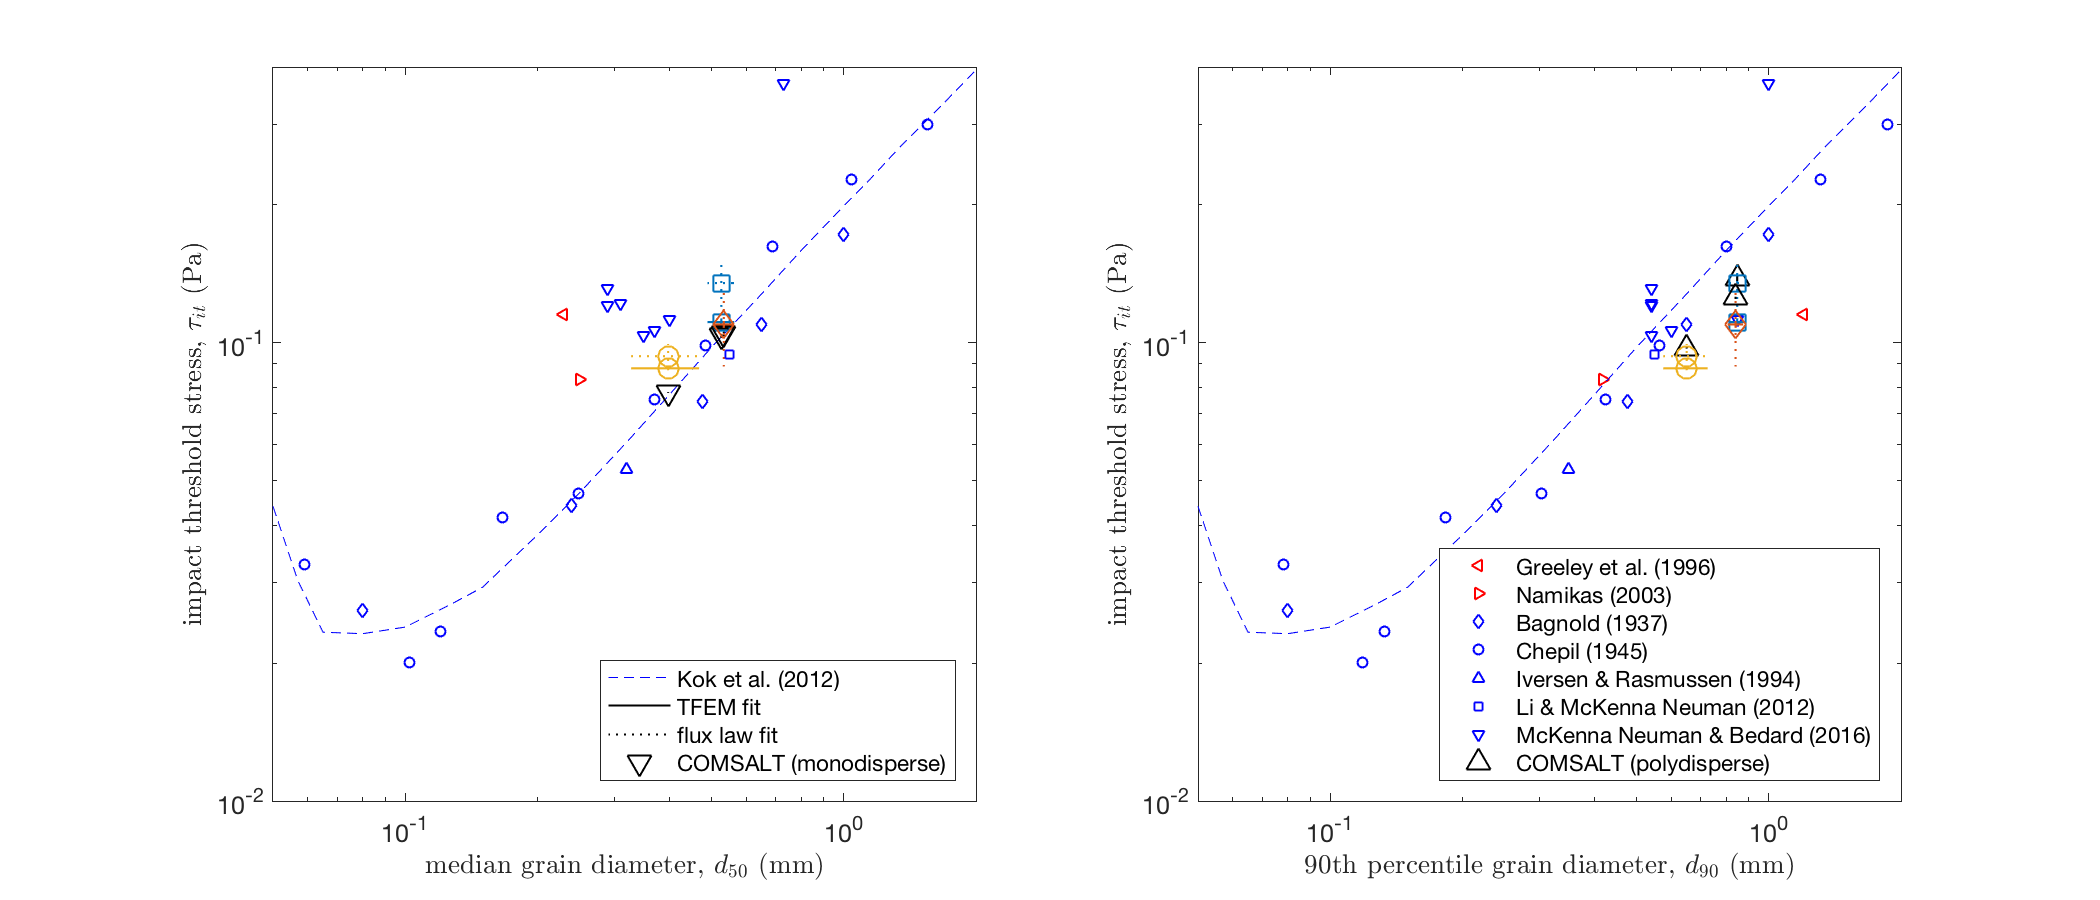 impact threshold stress, τ_it (Pa)
10^-1
10^-2
10^-1
10^0
median grain diameter, d_50 (mm)
Kok et al. (2012)
TFEM fit
flux law fit
COMSALT (monodisperse)
impact threshold stress, τ_it (Pa)
10^-1
10^-2
10^-1
10^0
90th percentile grain diameter, d_90 (mm)
Greeley et al. (1996)
Namikas (2003)
Bagnold (1937)
Chepil (1945)
Iversen & Rasmussen (1994)
Li & McKenna Neuman (2012)
McKenna Neuman & Bedard (2016)
COMSALT (polydisperse)